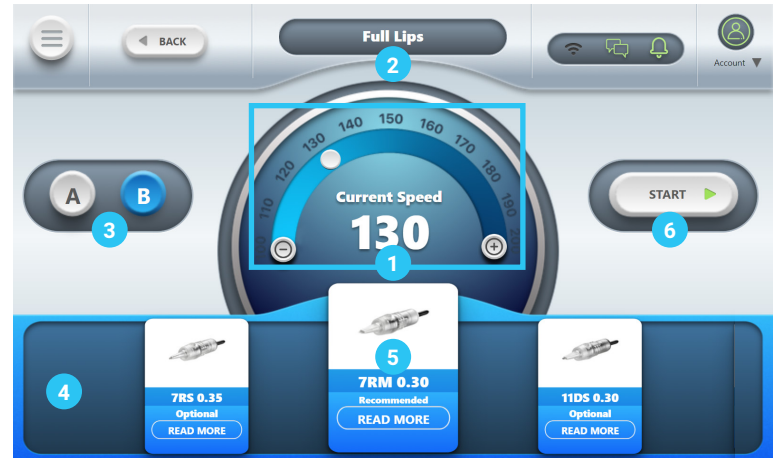 BACK
Full Lips
2
Account
100
110
120
130
140
150
160
170
180
190
200
Current Speed
130
1
A
B
3
START
6
4
5
7RS 0.35
Optional
READ MORE
7RM 0.30
Recommended
READ MORE
11DS 0.30
Optional
READ MORE